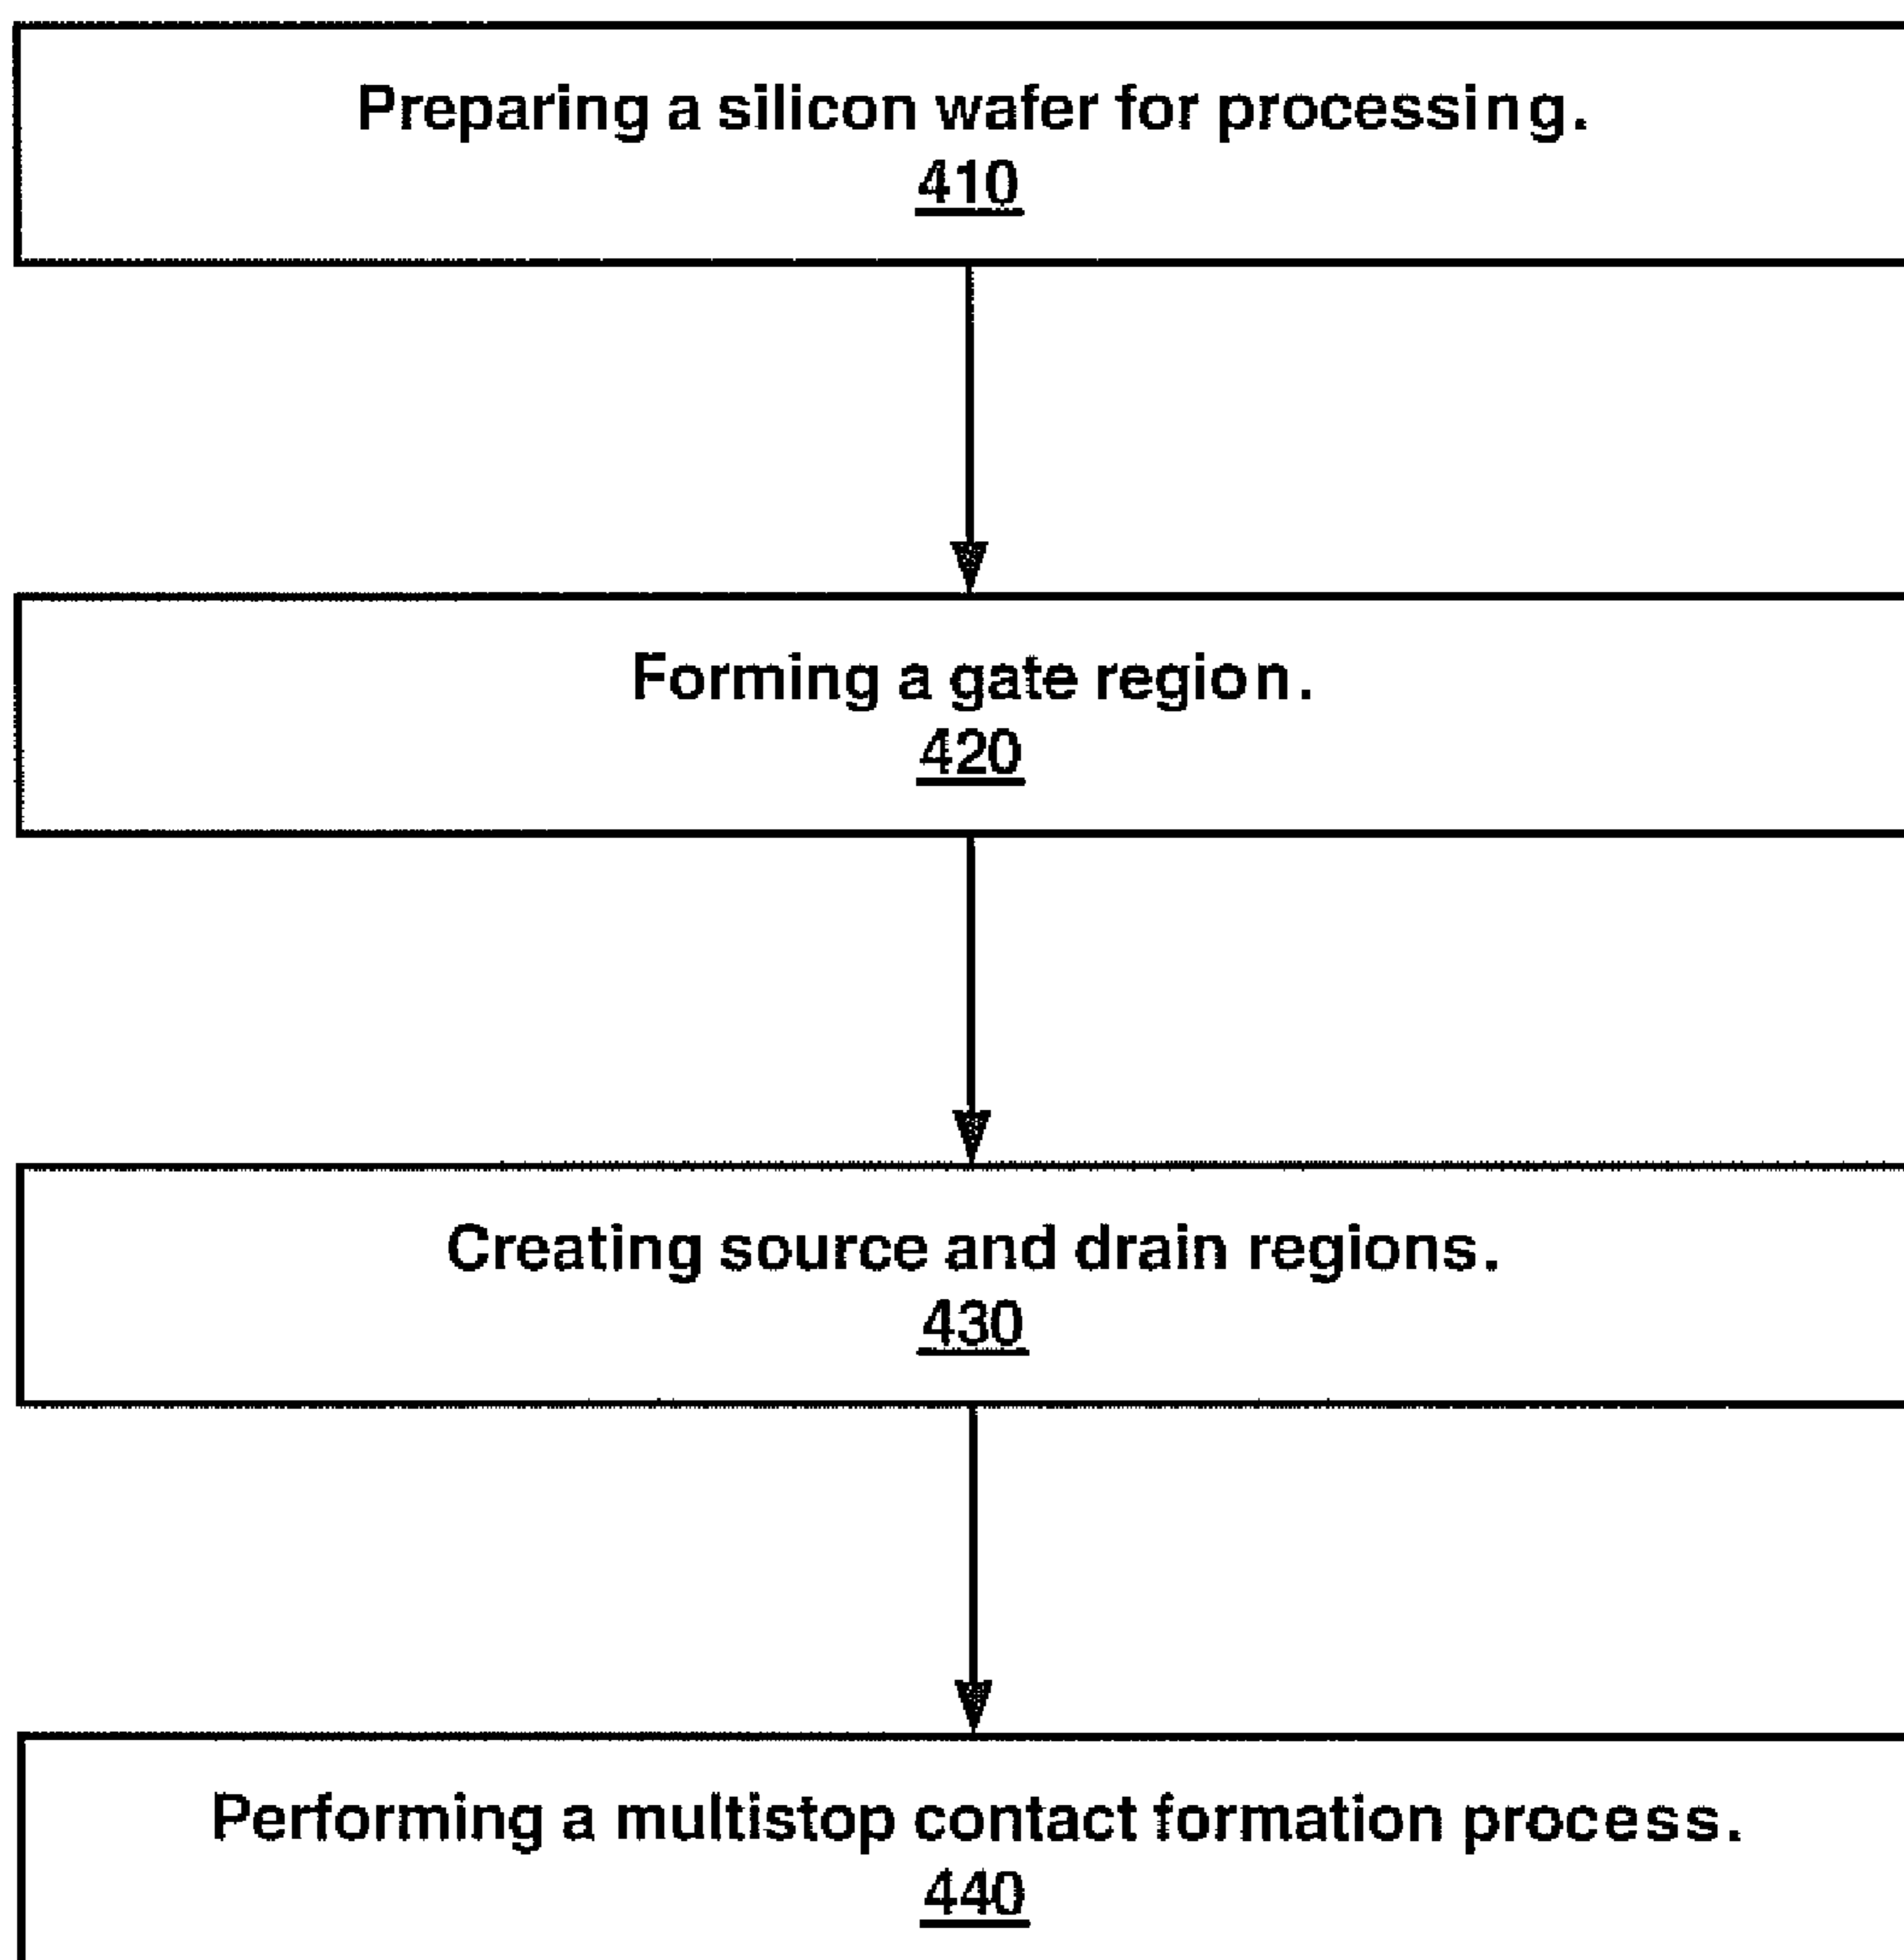 Preparing a silicon wafer for processing.
410
Forming a gate region.
420
Creating source and drain regions.
430
Performing a multistop contact formation process.
440